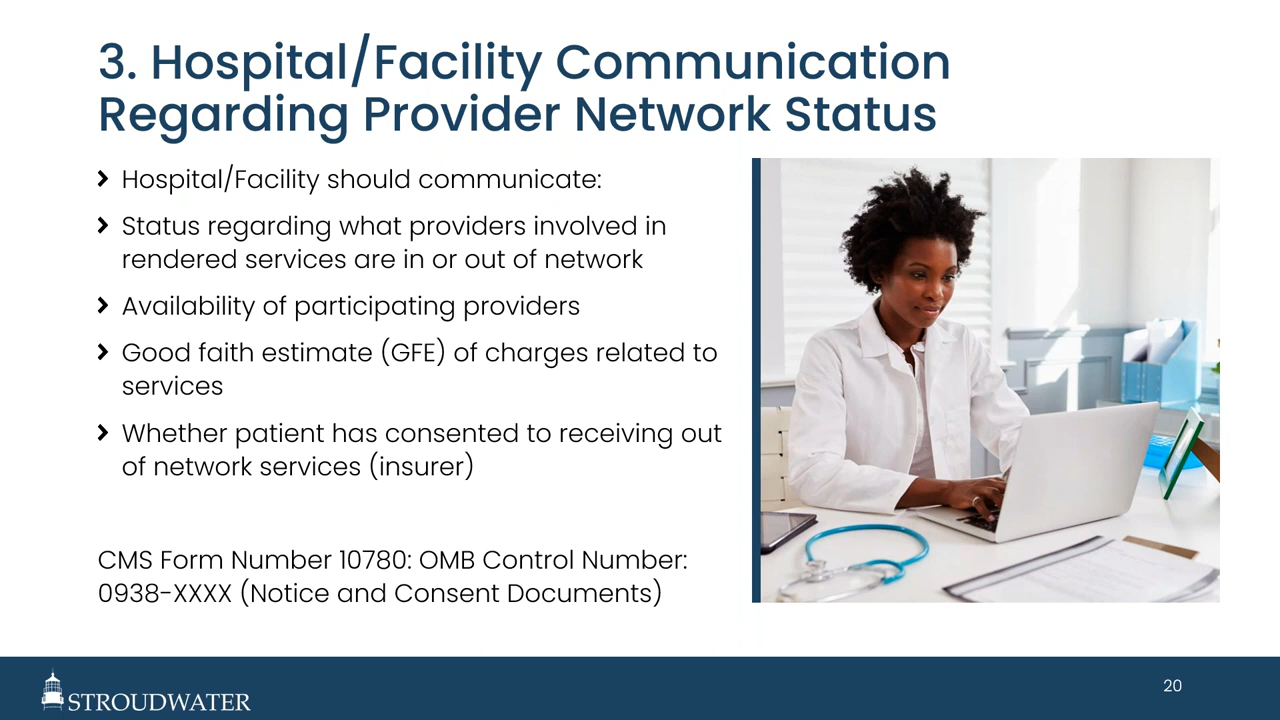 3. Hospital/Facility Communication
Regarding Provider Network Status
Hospital/Facility should communicate:
Status regarding what providers involved in
rendered services are in or out of network
Availability of participating providers
Good faith estimate (GFE) of charges related to
services
Whether patient has consented to receiving out
of network services (insurer)
CMS Form Number 10780: OMB Control Number:
0938-XXXX (Notice and Consent Documents)
STROUDWATER
20